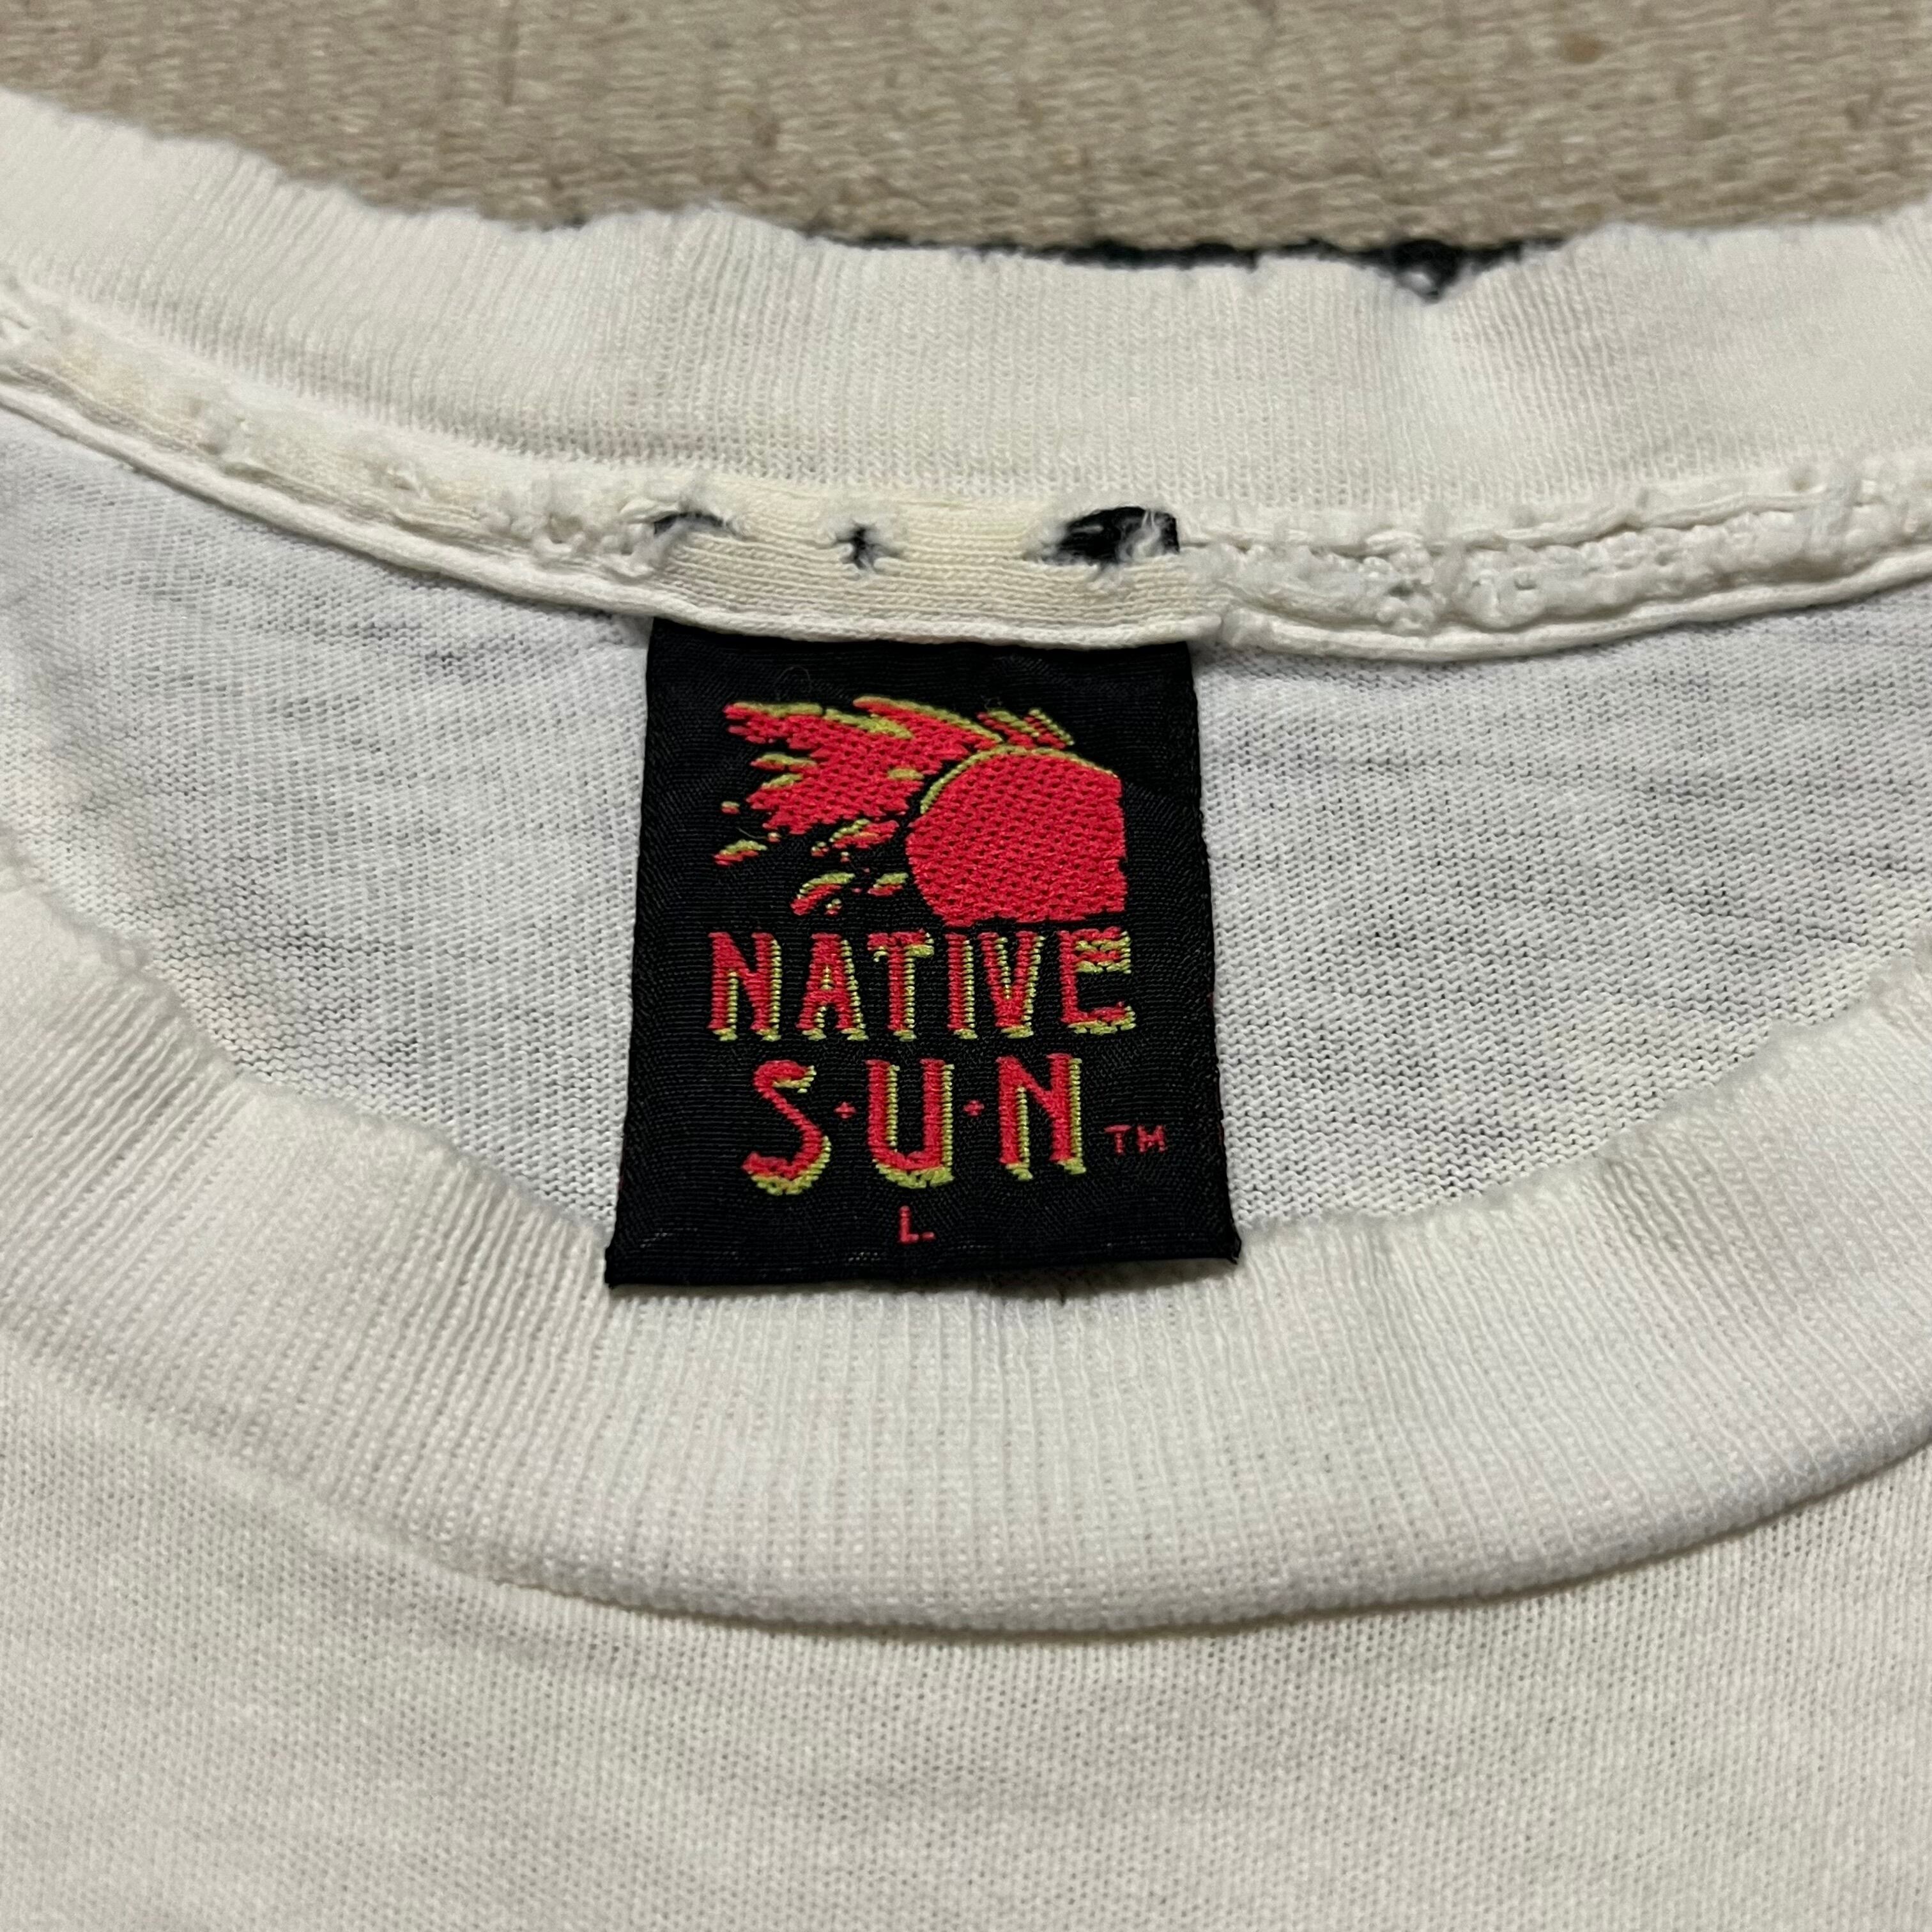 NATIVE
S·U·N ™
L.